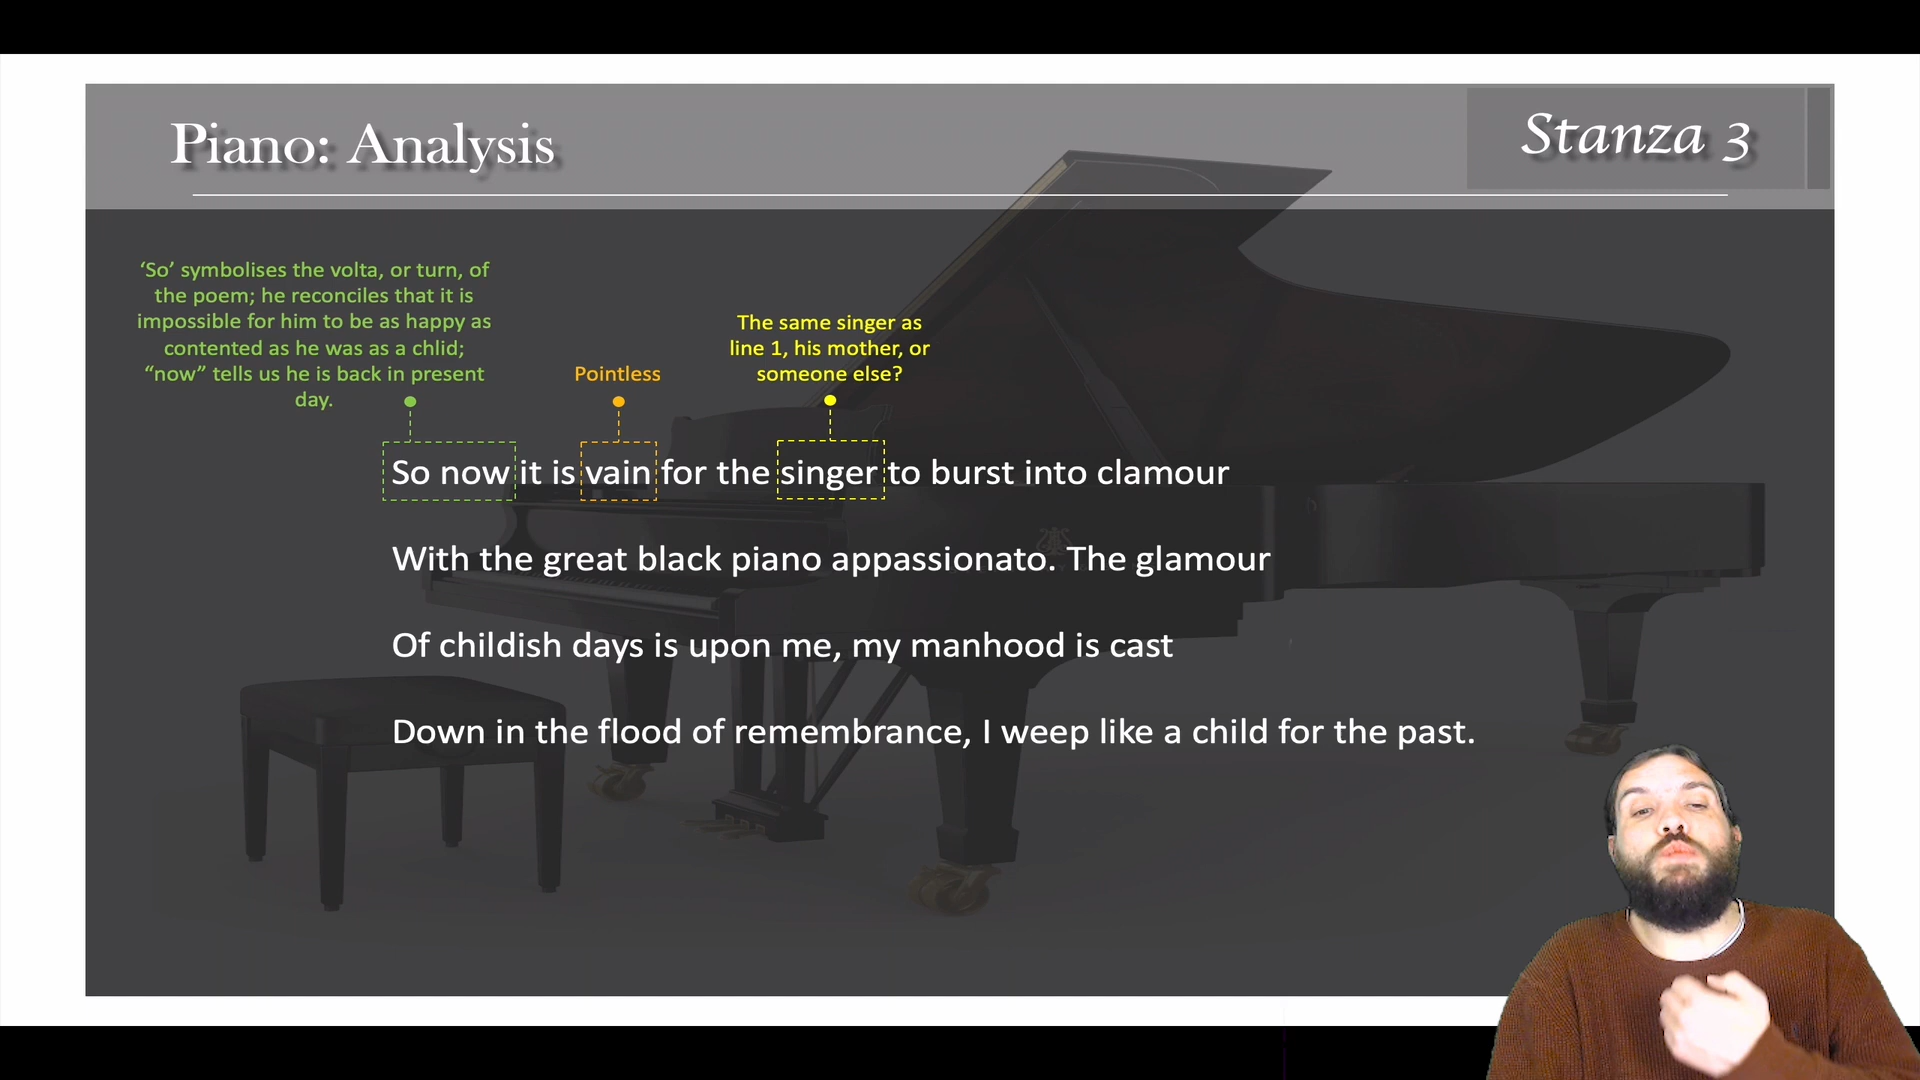 Piano: Analysis
Stanza 3
‘So’ symbolises the volta, or turn, of
the poem; he reconciles that it is
impossible for him to be as happy as
contented as he was as a chlid;
“now” tells us he is back in present
day.
Pointless
The same singer as
line 1, his mother, or
someone else?
So now it is vain for the singer to burst into clamour
With the great black piano appassionato. The glamour
Of childish days is upon me, my manhood is cast
Down in the flood of remembrance, I weep like a child for the past.